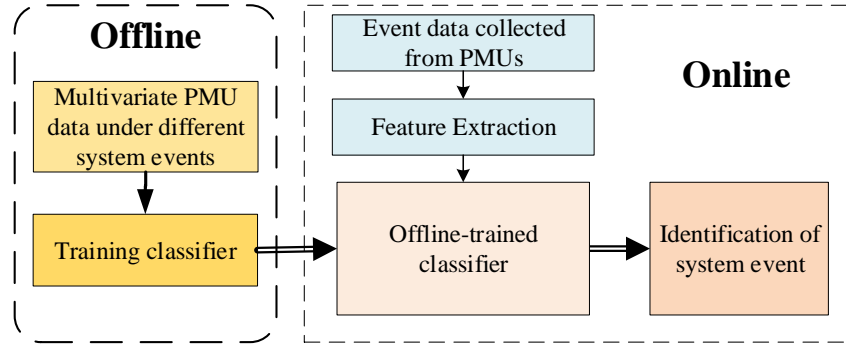 Offline
Multivariate PMU
data under different
system events
Training classifier
Event data collected
from PMUs
Online
Feature Extraction
Offline-trained
classifier
Identification of
system event